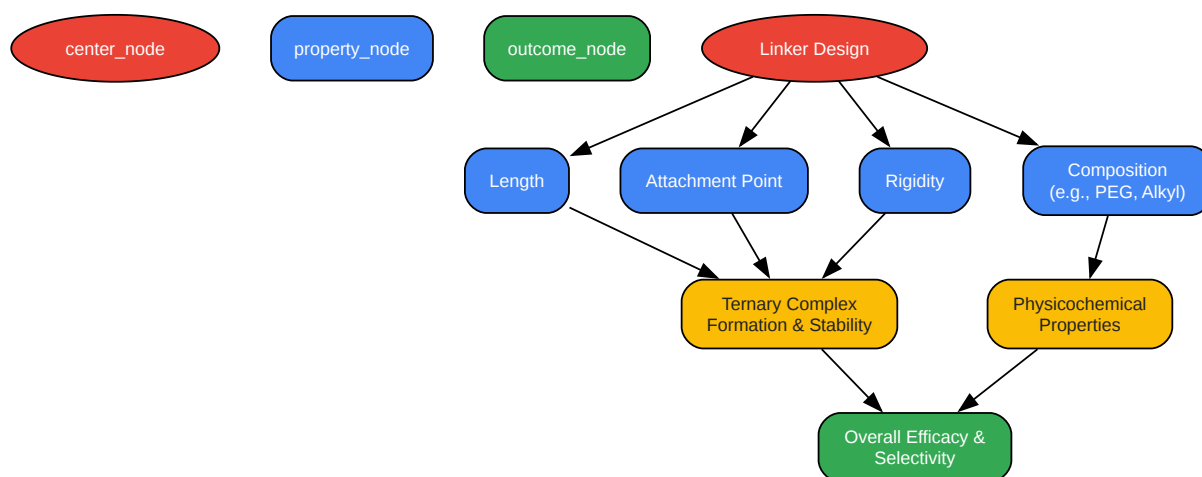 center_node
property_node
outcome_node
Linker Design
Length
Attachment Point
Rigidity
Composition
(e.g., PEG, Alkyl)
Ternary Complex
Formation & Stability
Physicochemical
Properties
Overall Efficacy &
Selectivity